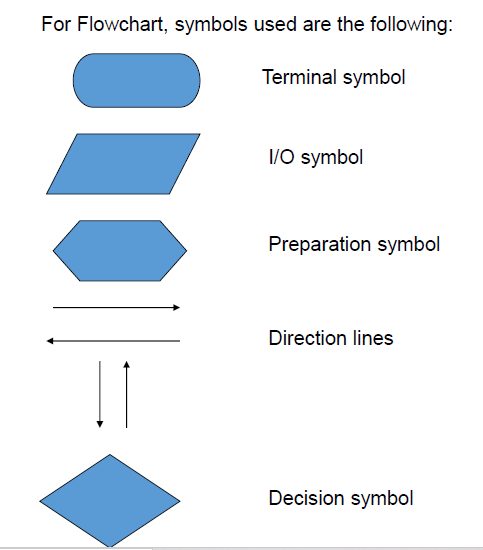 For Flowchart, symbols used are the following:
Terminal symbol
I/O symbol
Preparation symbol
Direction lines
Decision symbol